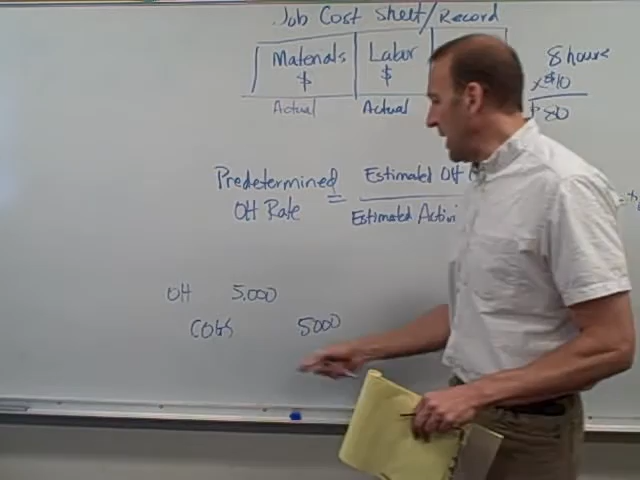 Job Cost Sheet/Record
Materials Labor 8 hours
$ $ x $10
Actual Actual $80
Predetermined Estimated OH
OH Rate = Estimated Activi
OH 5.000
COGS 5000